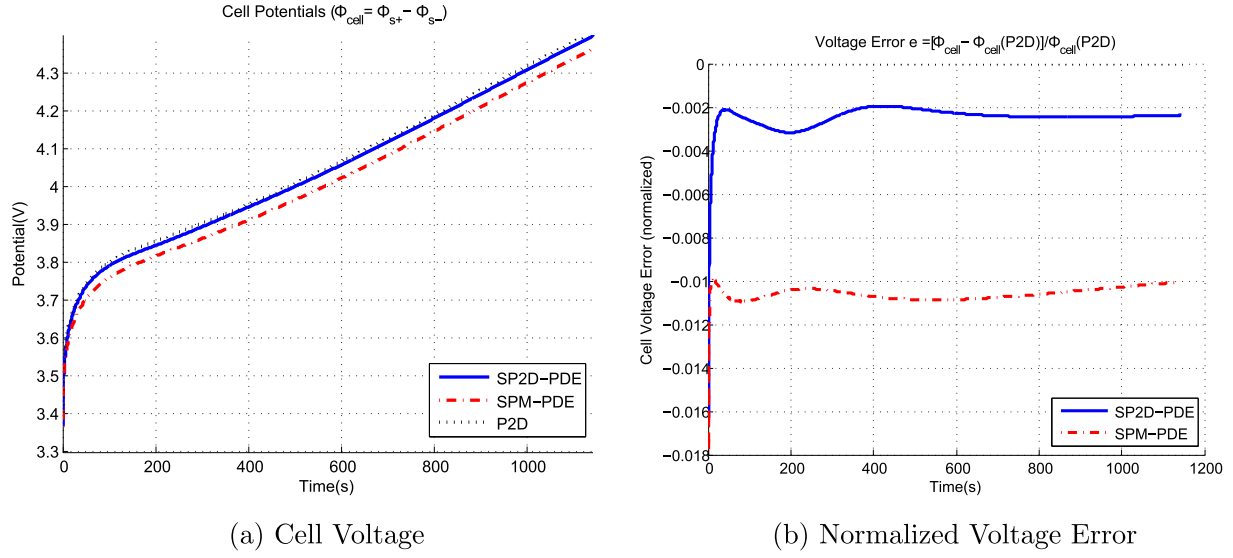 Cell Potentials (Φcell= Φs+− Φs−)
Potential(V)
4.3
4.2
4.1
4
3.9
3.8
3.7
3.6
3.5
3.4
3.3
0 200 400 600 800 1000
Time(s)
SP2D−PDE
SPM−PDE
P2D
(a) Cell Voltage
Voltage Error e =[Φcell− Φcell(P2D)]/Φcell(P2D)
Cell Voltage Error (normalized)
0
−0.002
−0.004
−0.006
−0.008
−0.01
−0.012
−0.014
−0.016
−0.018
0 200 400 600 800 1000 1200
Time(s)
SP2D−PDE
SPM−PDE
(b) Normalized Voltage Error